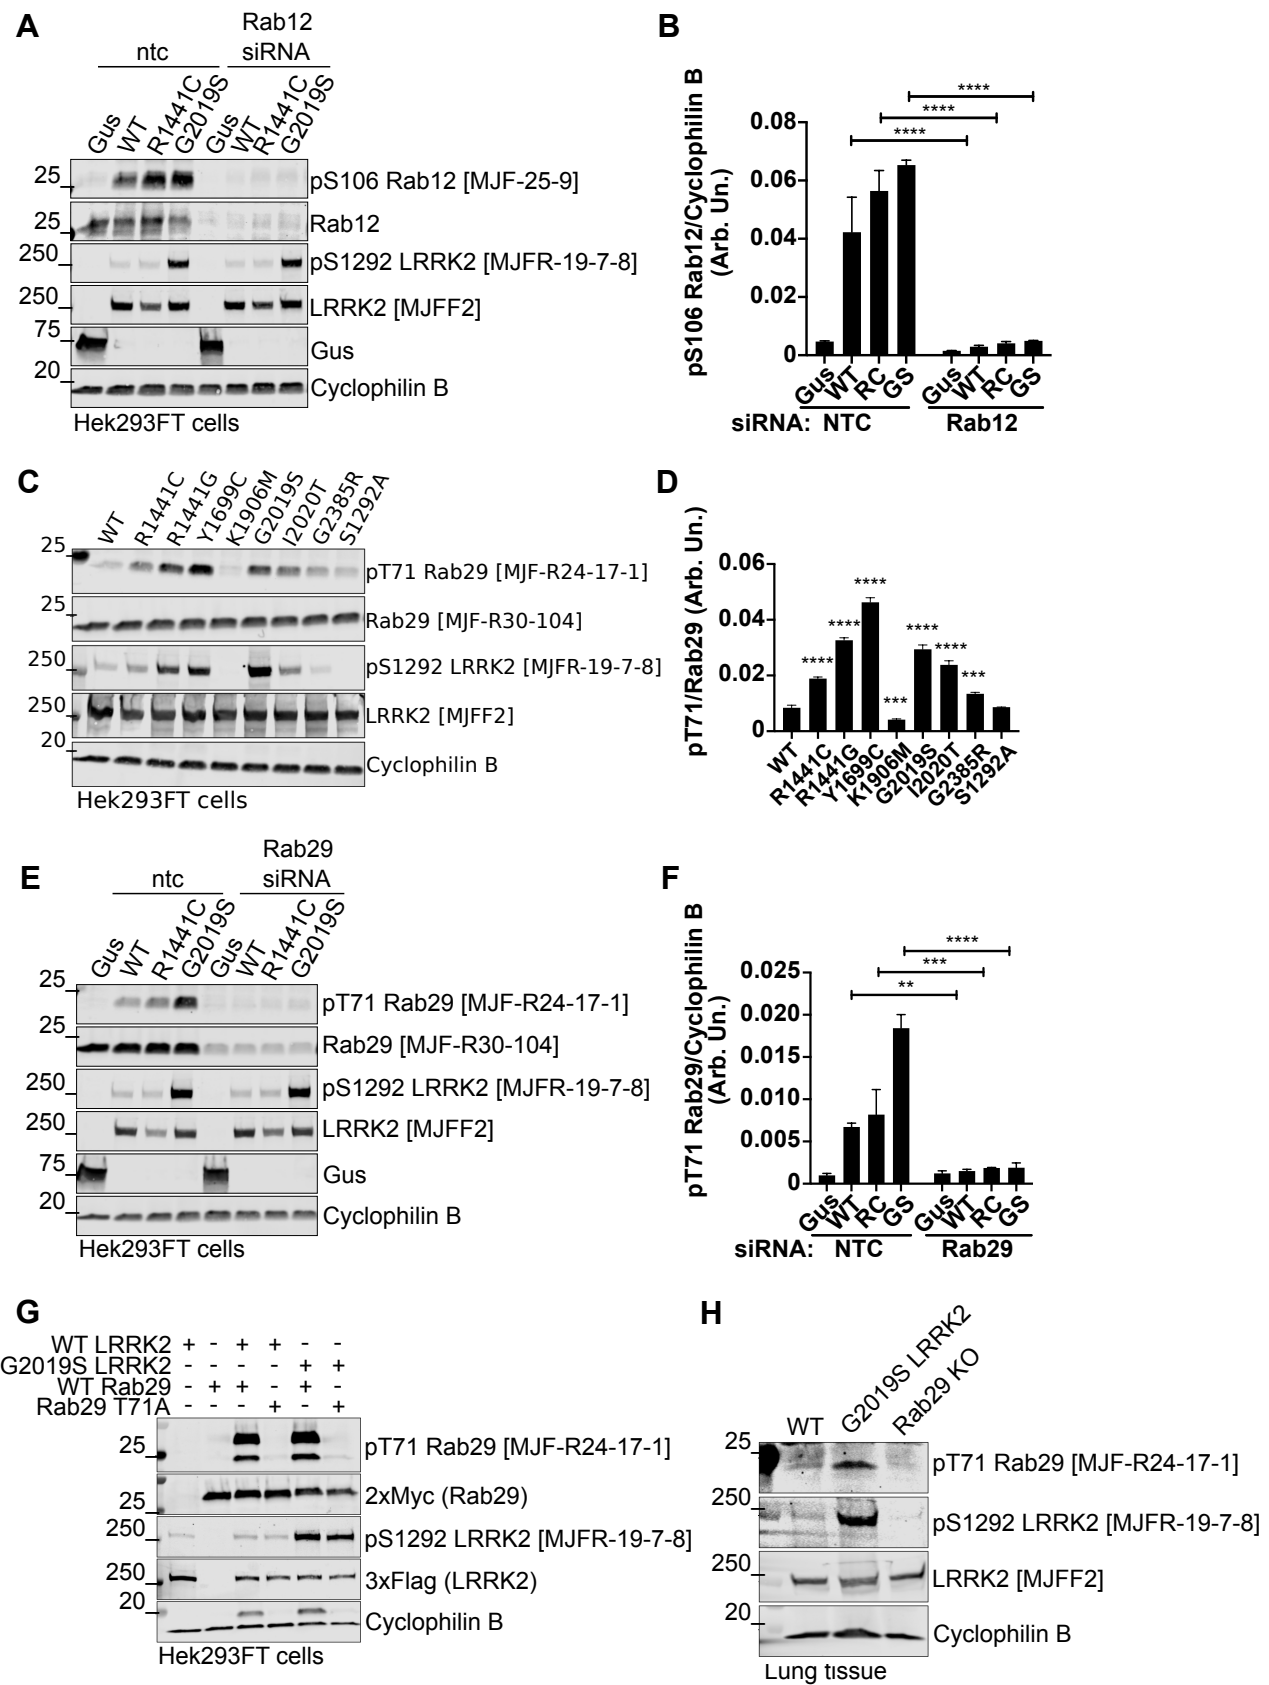 A
ntc
Rab12
siRNA
Gus
WT
R1441C
G2019S
Gus
WT
R1441C
G2019S
25
pS106 Rab12 [MJF-25-9]
25
Rab12
250
pS1292 LRRK2 [MJFR-19-7-8]
250
LRRK2 [MJFF2]
75
Gus
20
Cyclophilin B
Hek293FT cells
B
pS106 Rab12/Cyclophilin B
(Arb. Un.)
****
****
****
0.08
0.06
0.04
0.02
0
Gus
WT
RC
GS
Gus
WT
RC
GS
siRNA: NTC Rab12
C
WT
R1441C
R1441G
Y1699C
K1906M
G2019S
I2020T
G2385R
S1292A
25
pT71 Rab29 [MJF-R24-17-1]
25
Rab29 [MJF-R30-104]
250
pS1292 LRRK2 [MJFR-19-7-8]
250
LRRK2 [MJFF2]
20
Cyclophilin B
Hek293FT cells
D
pT71/Rab29 (Arb. Un.)
0.06
0.04
0.02
0
****
****
****
***
****
****
***
WT
R1441C
R1441G
Y1699C
K1906M
G2019S
I2020T
G2385R
S1292A
E
ntc
Rab29
siRNA
Gus
WT
R1441C
G2019S
Gus
WT
R1441C
G2019S
25
pT71 Rab29 [MJF-R24-17-1]
25
Rab29 [MJF-R30-104]
250
pS1292 LRRK2 [MJFR-19-7-8]
250
LRRK2 [MJFF2]
75
Gus
20
Cyclophilin B
Hek293FT cells
F
pT71 Rab29/Cyclophilin B
(Arb. Un.)
****
***
**
0.025
0.020
0.015
0.010
0.005
0
Gus
WT
RC
GS
Gus
WT
RC
GS
siRNA: NTC Rab29
G
WT LRRK2 + - + + - -
G2019S LRRK2 - - - - + +
WT Rab29 - + + - + -
Rab29 T71A - - - + - +
25
pT71 Rab29 [MJF-R24-17-1]
25
2xMyc (Rab29)
250
pS1292 LRRK2 [MJFR-19-7-8]
250
3xFlag (LRRK2)
20
Cyclophilin B
Hek293FT cells
H
WT
G2019S LRRK2
Rab29 KO
25
pT71 Rab29 [MJF-R24-17-1]
250
pS1292 LRRK2 [MJFR-19-7-8]
250
LRRK2 [MJFF2]
20
Cyclophilin B
Lung tissue